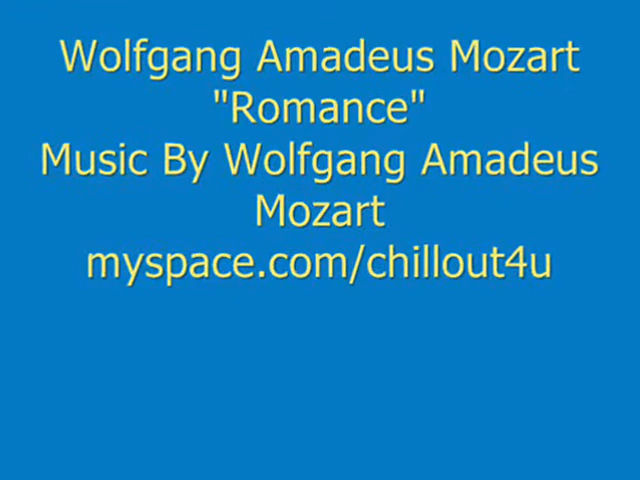 Wolfgang Amadeus Mozart
"Romance"
Music By Wolfgang Amadeus
Mozart
myspace.com/chillout4u